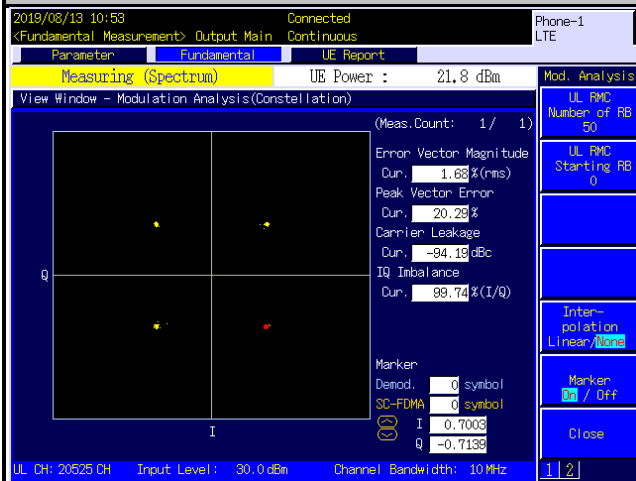 2019/08/13 10:53 Connected Phone-1
<Fundamental Measurement> Output Main Continuous LTE
Parameter Fundamental UE Report
Measuring (Spectrum) UE Power : 21.8 dBm Mod. Analysis
View Window - Modulation Analysis(Constellation)
UL RMC
Number of RB
50
(Meas.Count: 1/ 1)
Error Vector Magnitude
Cur. 1.68 %(rms)
UL RMC
Starting RB
0
Peak Vector Error
Cur. 20.29 %
Carrier Leakage
Cur. -94.19 dBc
IQ Imbalance
Cur. 99.74 %(I/Q)
Q
I
Inter-
polation
Linear/None
Marker
Demod. 0 symbol
SC-FDMA 0 symbol
I 0.7003
Q -0.7139
Marker
On / Off
Close
UL CH: 20525 CH Input Level: 30.0 dBm Channel Bandwidth: 10 MHz 1 2